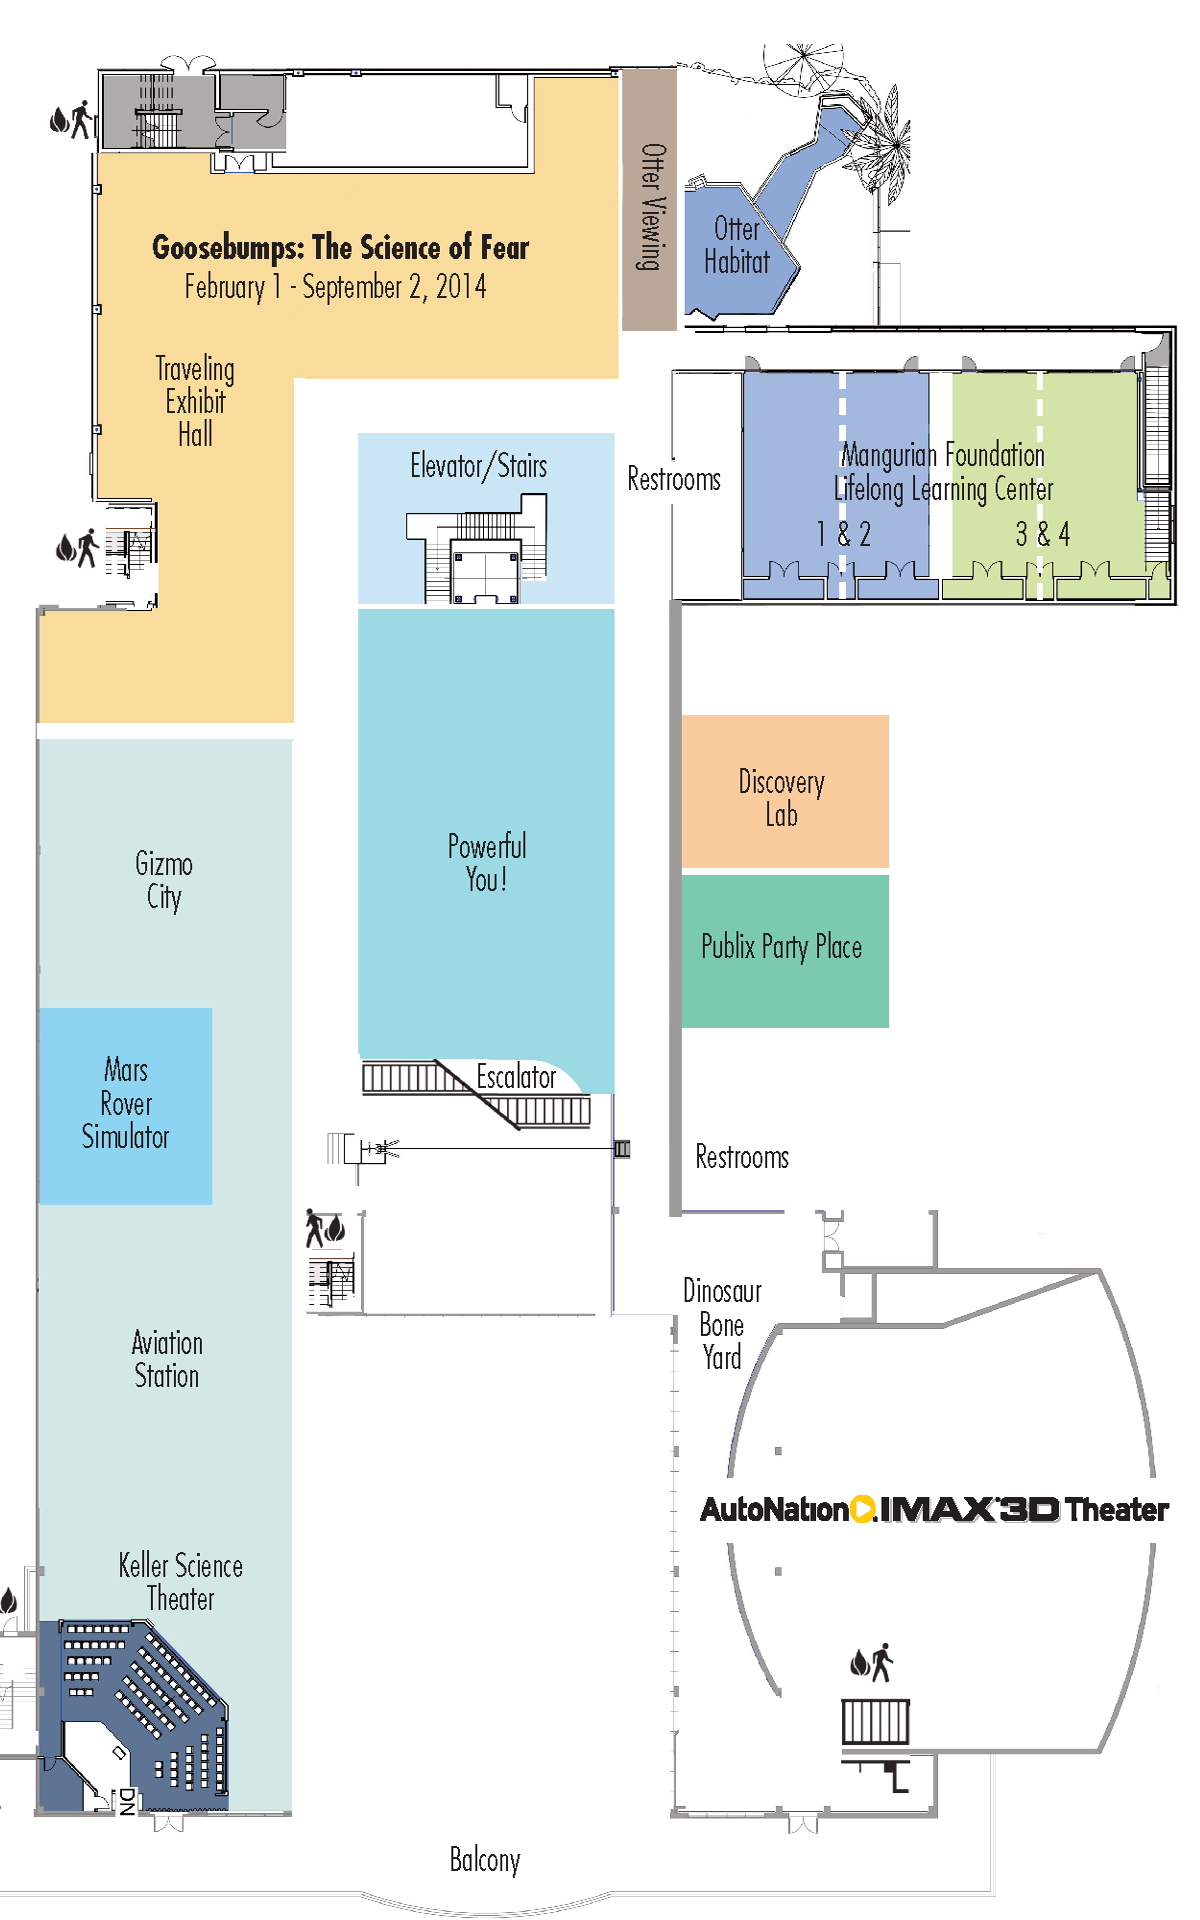 Otter Viewing
Goosebumps: The Science of Fear
February 1 - September 2, 2014
Otter
Habitat
Traveling
Exhibit
Hall
Elevator/Stairs
Restrooms
Mangurian Foundation
Lifelong Learning Center
1 & 2
3 & 4
Discovery
Lab
Gizmo
City
Powerful
You!
Publix Party Place
Mars
Rover
Simulator
Escalator
Restrooms
Dinosaur
Bone
Yard
Aviation
Station
AutoNation IMAX 3D Theater
Keller Science
Theater
DN
Balcony